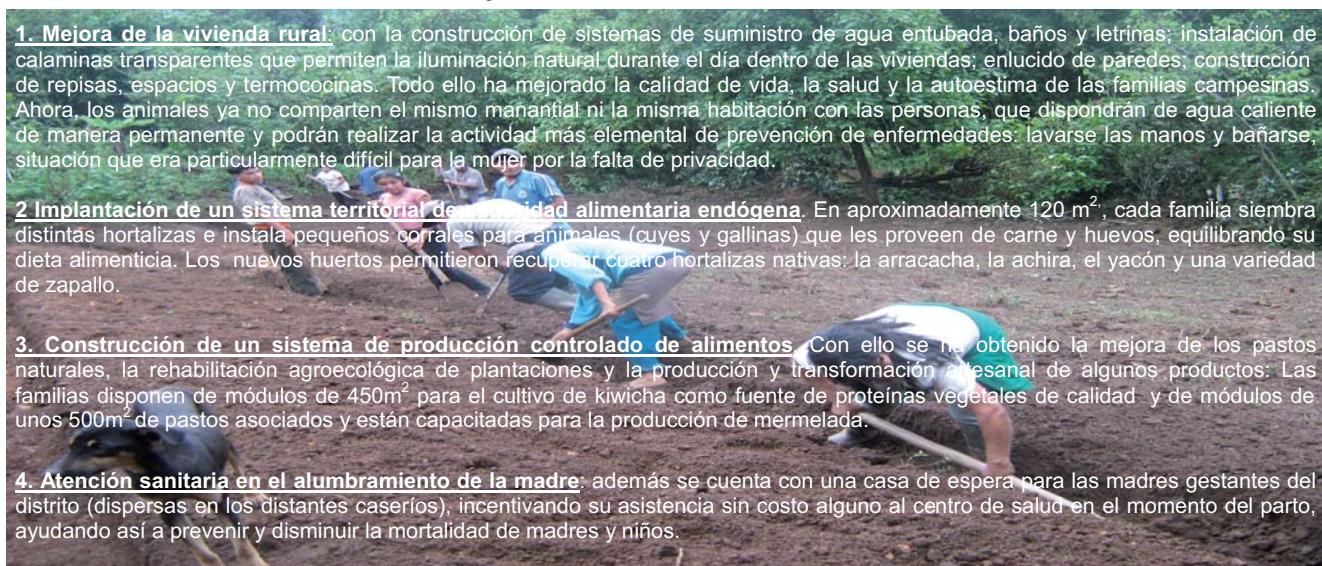 1. Mejora de la vivienda rural: con la construcción de sistemas de suministro de agua entubada, baños y letrinas; instalación de
calaminas transparentes que permiten la iluminación natural durante el día dentro de las viviendas; enlucido de paredes; constucción
de repisas, espacios y termococinas. Todo ello ha mejorado la calidad de vida, la salud y la autoestima de las familias campesinas.
Ahora, los animales ya no comparten el mismo manantial ni la misma habitación con las personas, que dispondrán de agua caliente
de manera permanente y podrán realizar la actividad más elemental de prevención de enfermedades: lavarse las manos y bañarse,
situación que era particularmente difícil para la mujer por la falta de privacidad.
2 Implantación de un sistema territorial de seguridad alimentaria endógena. En aproximadamente 120 m², cada familia siembra
distintas hortalizas e instala pequeños corrales para animales (cuyes y gallinas) que les proveen de carne y huevos, equilibrando su
dieta alimenticia. Los nuevos huertos permitieron recuperar cuatro hortalizas nativas: la arracacha, la achira, el yacón y una variedad
de zapallo.
3. Construcción de un sistema de producción controlado de alimentos. Con ello se ha obtenido la mejora de los pastos
naturales, la rehabilitación agroecológica de plantaciones y la producción y transformación artesanal de algunos productos: Las
familias disponen de módulos de 450m² para el cultivo de kiwicha como fuente de proteínas vegetales de calidad y de módulos de
unos 500m² de pastos asociados y están capacitadas para la producción de mermelada.
4. Atención sanitaria en el alumbramiento de la madre: además se cuenta con una casa de espera para las madres gestantes del
distrito (dispersas en los distantes caseríos), incentivando su asistencia sin costo alguno al centro de salud en el momento del parto,
ayudando así a prevenir y disminuir la mortalidad de madres y niños.